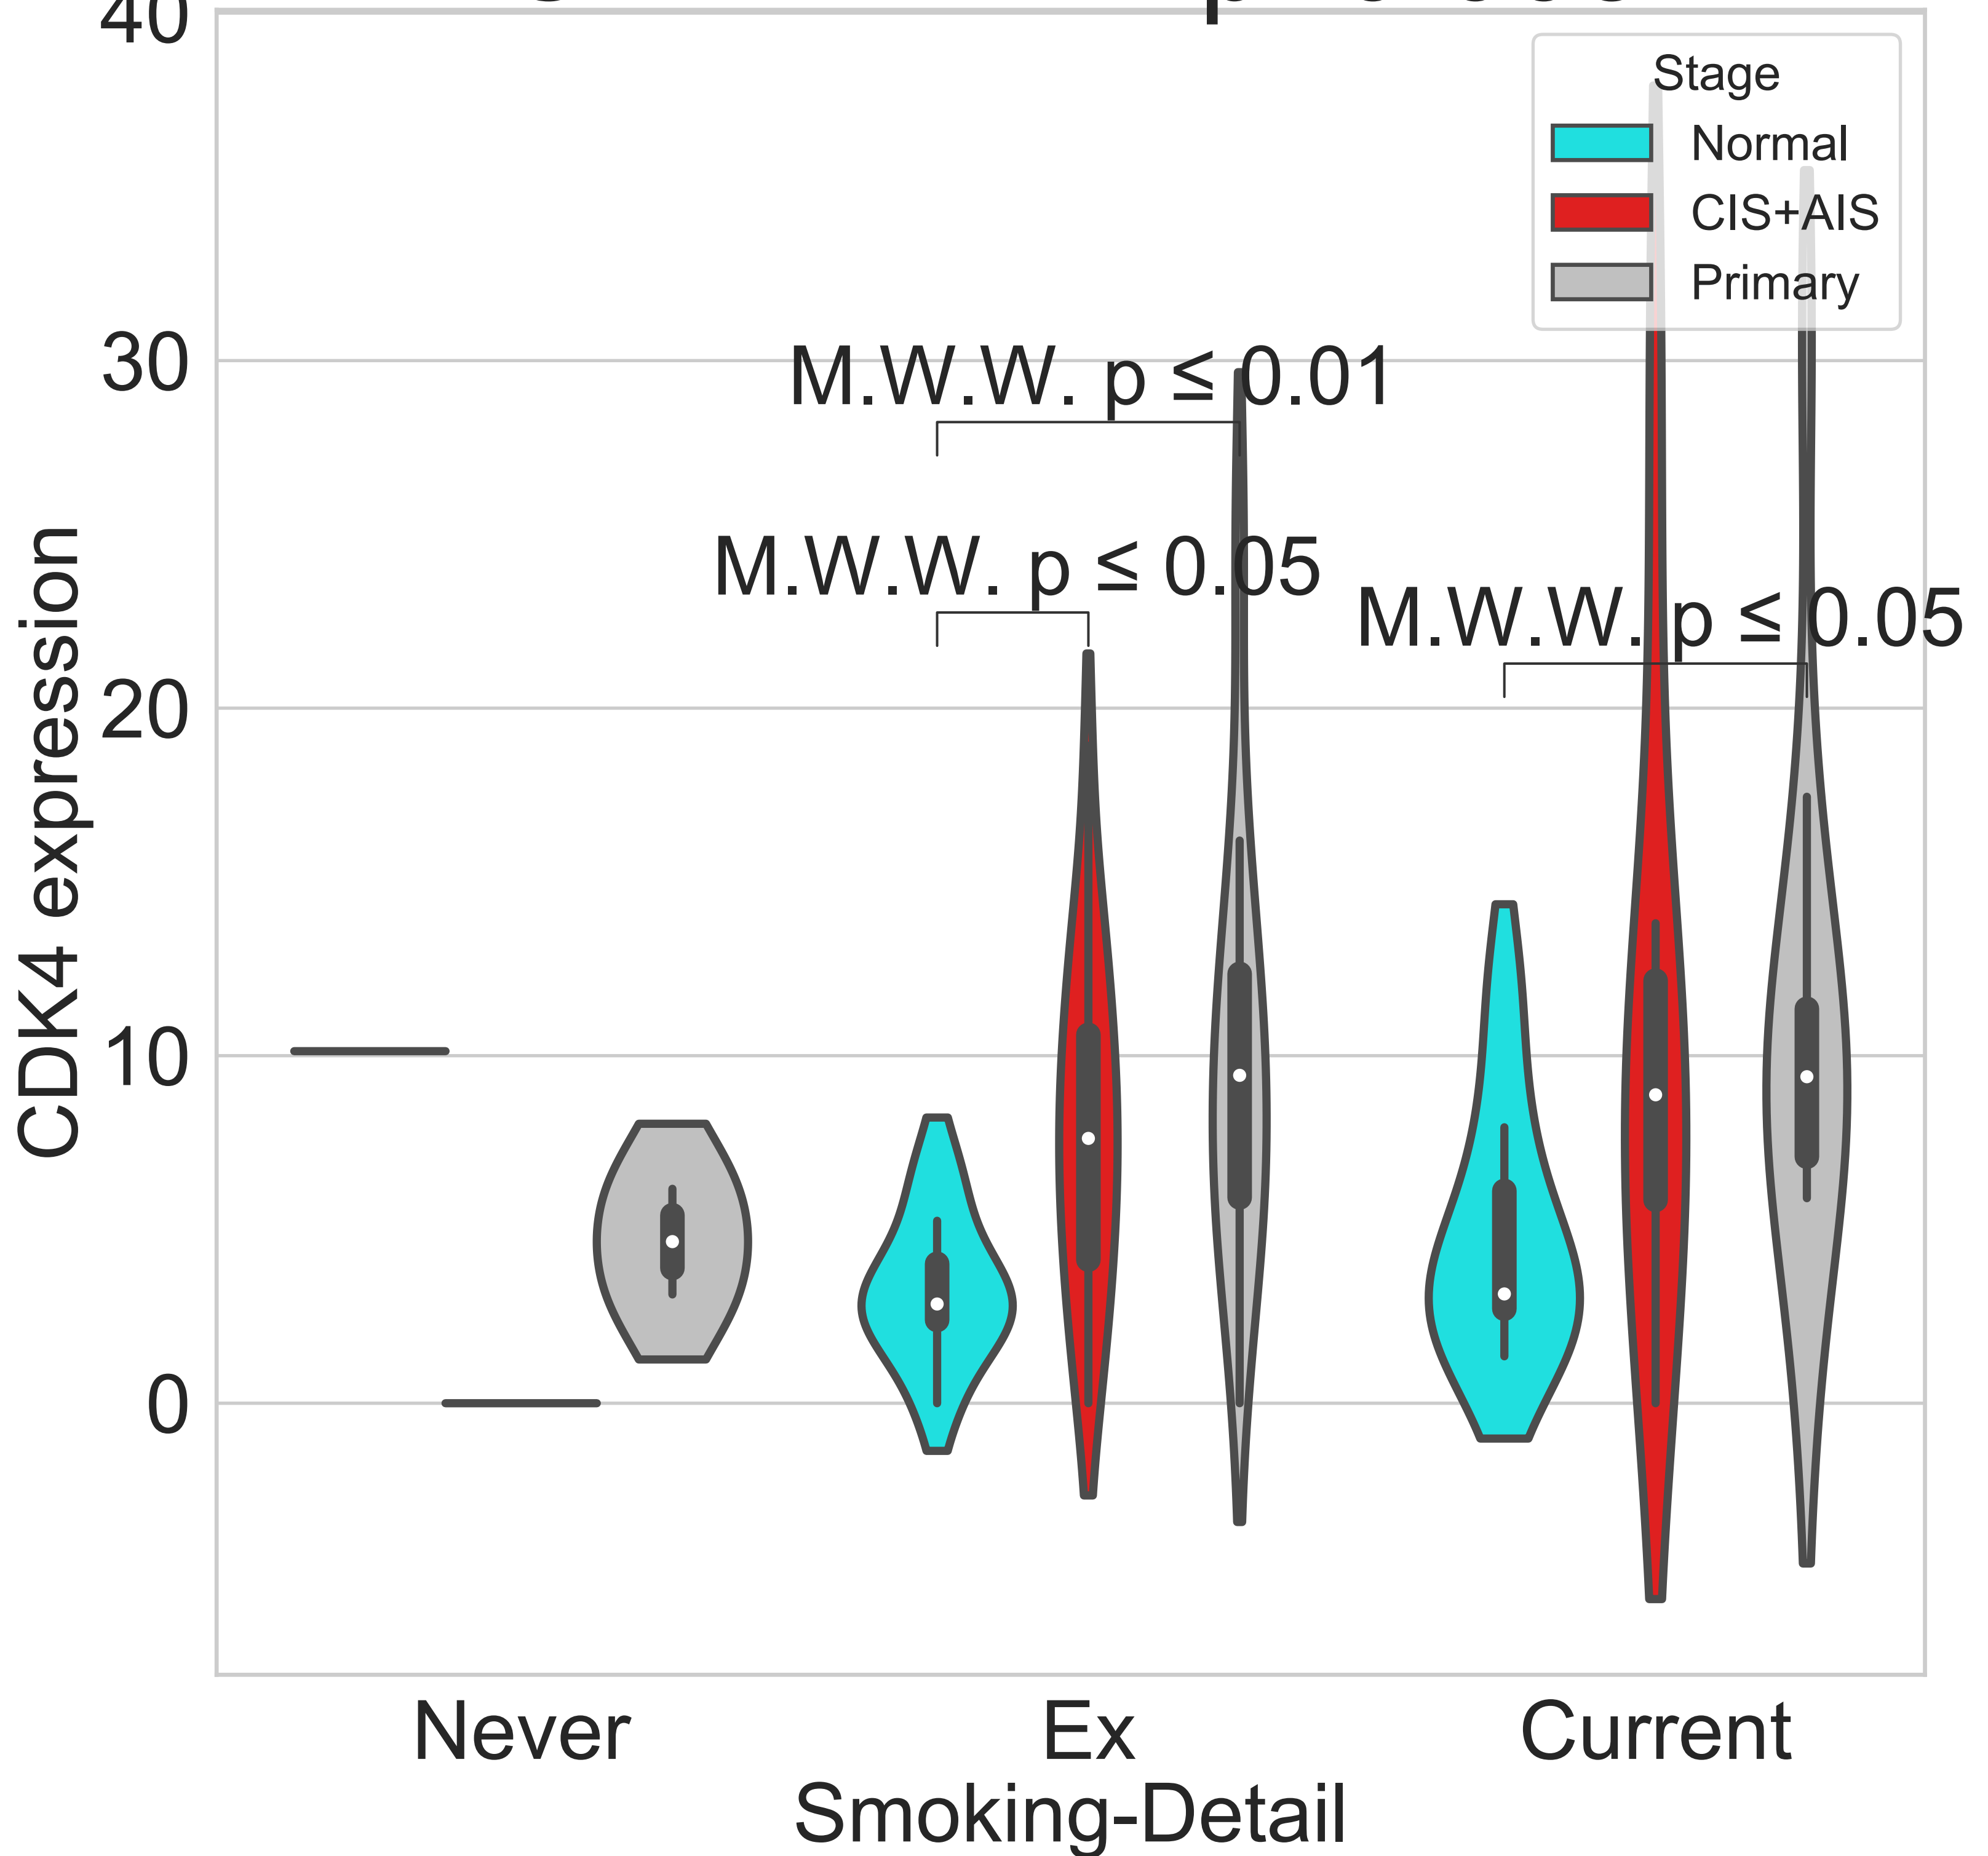 40
30
20
10
0
CDK4 expression
Stage
Normal
CIS+AIS
Primary
M.W.W. p ≤ 0.01
M.W.W. p ≤ 0.05
M.W.W. p ≤ 0.05
Never
Ex
Current
Smoking-Detail